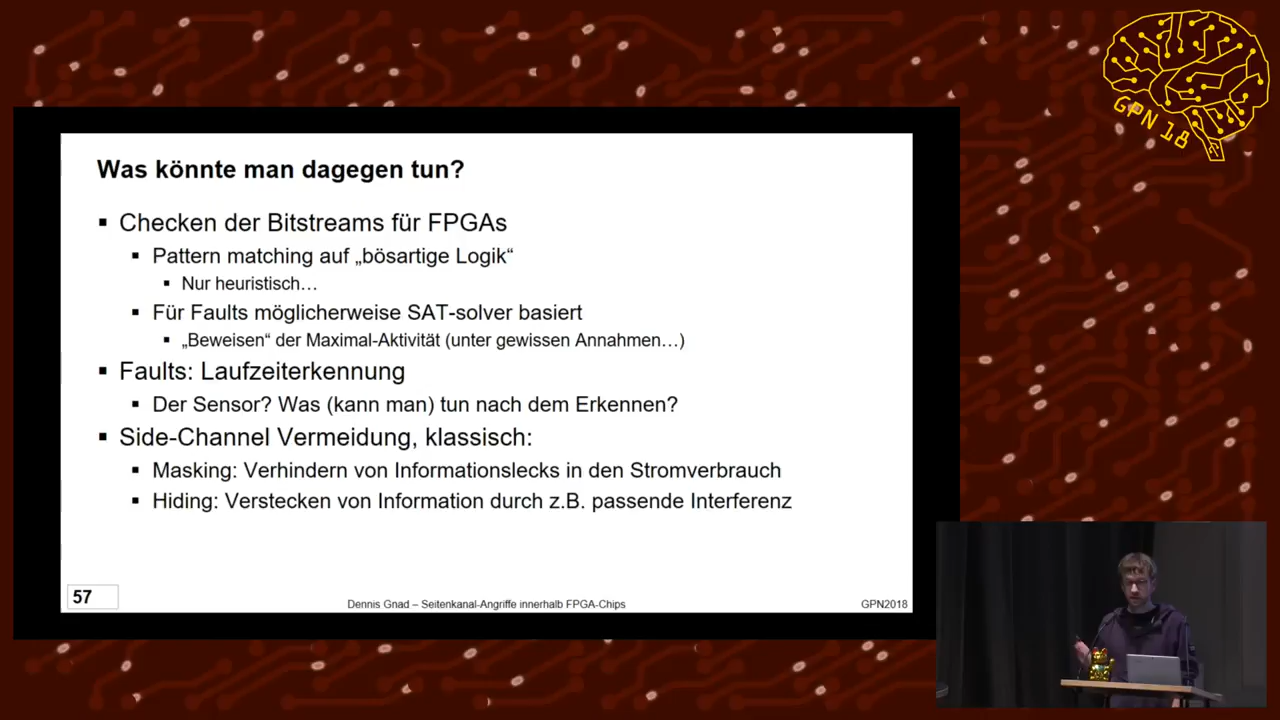 GPN 18
Was könnte man dagegen tun?
▪ Checken der Bitstreams für FPGAs
▪ Pattern matching auf „bösartige Logik“
▪ Nur heuristisch…
▪ Für Faults möglicherweise SAT-solver basiert
▪ „Beweisen“ der Maximal-Aktivität (unter gewissen Annahmen…)
▪ Faults: Laufzeiterkennung
▪ Der Sensor? Was (kann man) tun nach dem Erkennen?
▪ Side-Channel Vermeidung, klassisch:
▪ Masking: Verhindern von Informationslecks in den Stromverbrauch
▪ Hiding: Verstecken von Information durch z.B. passende Interferenz
57
Dennis Gnad – Seitenkanal-Angriffe innerhalb FPGA-Chips
GPN2018